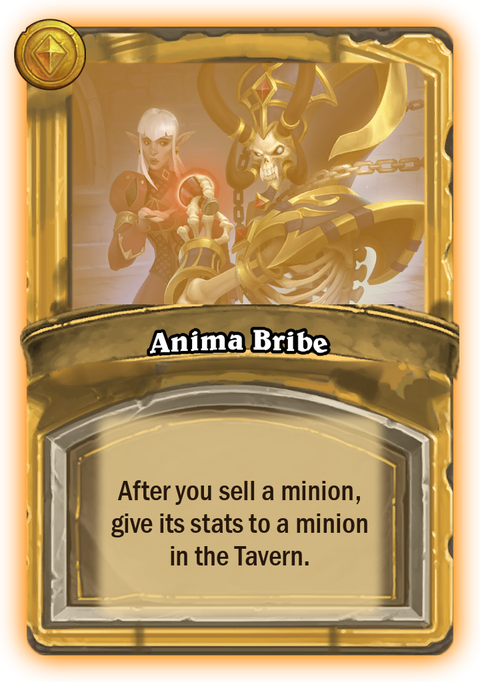 Anima Bribe
After you sell a minion,
give its stats to a minion
in the Tavern.